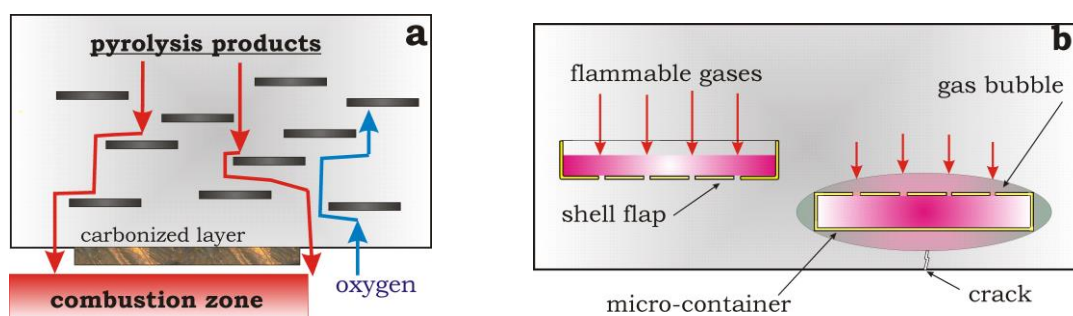 a
pyrolysis products
carbonized layer
oxygen
combustion zone
b
flammable gases
gas bubble
shell flap
micro-container
crack